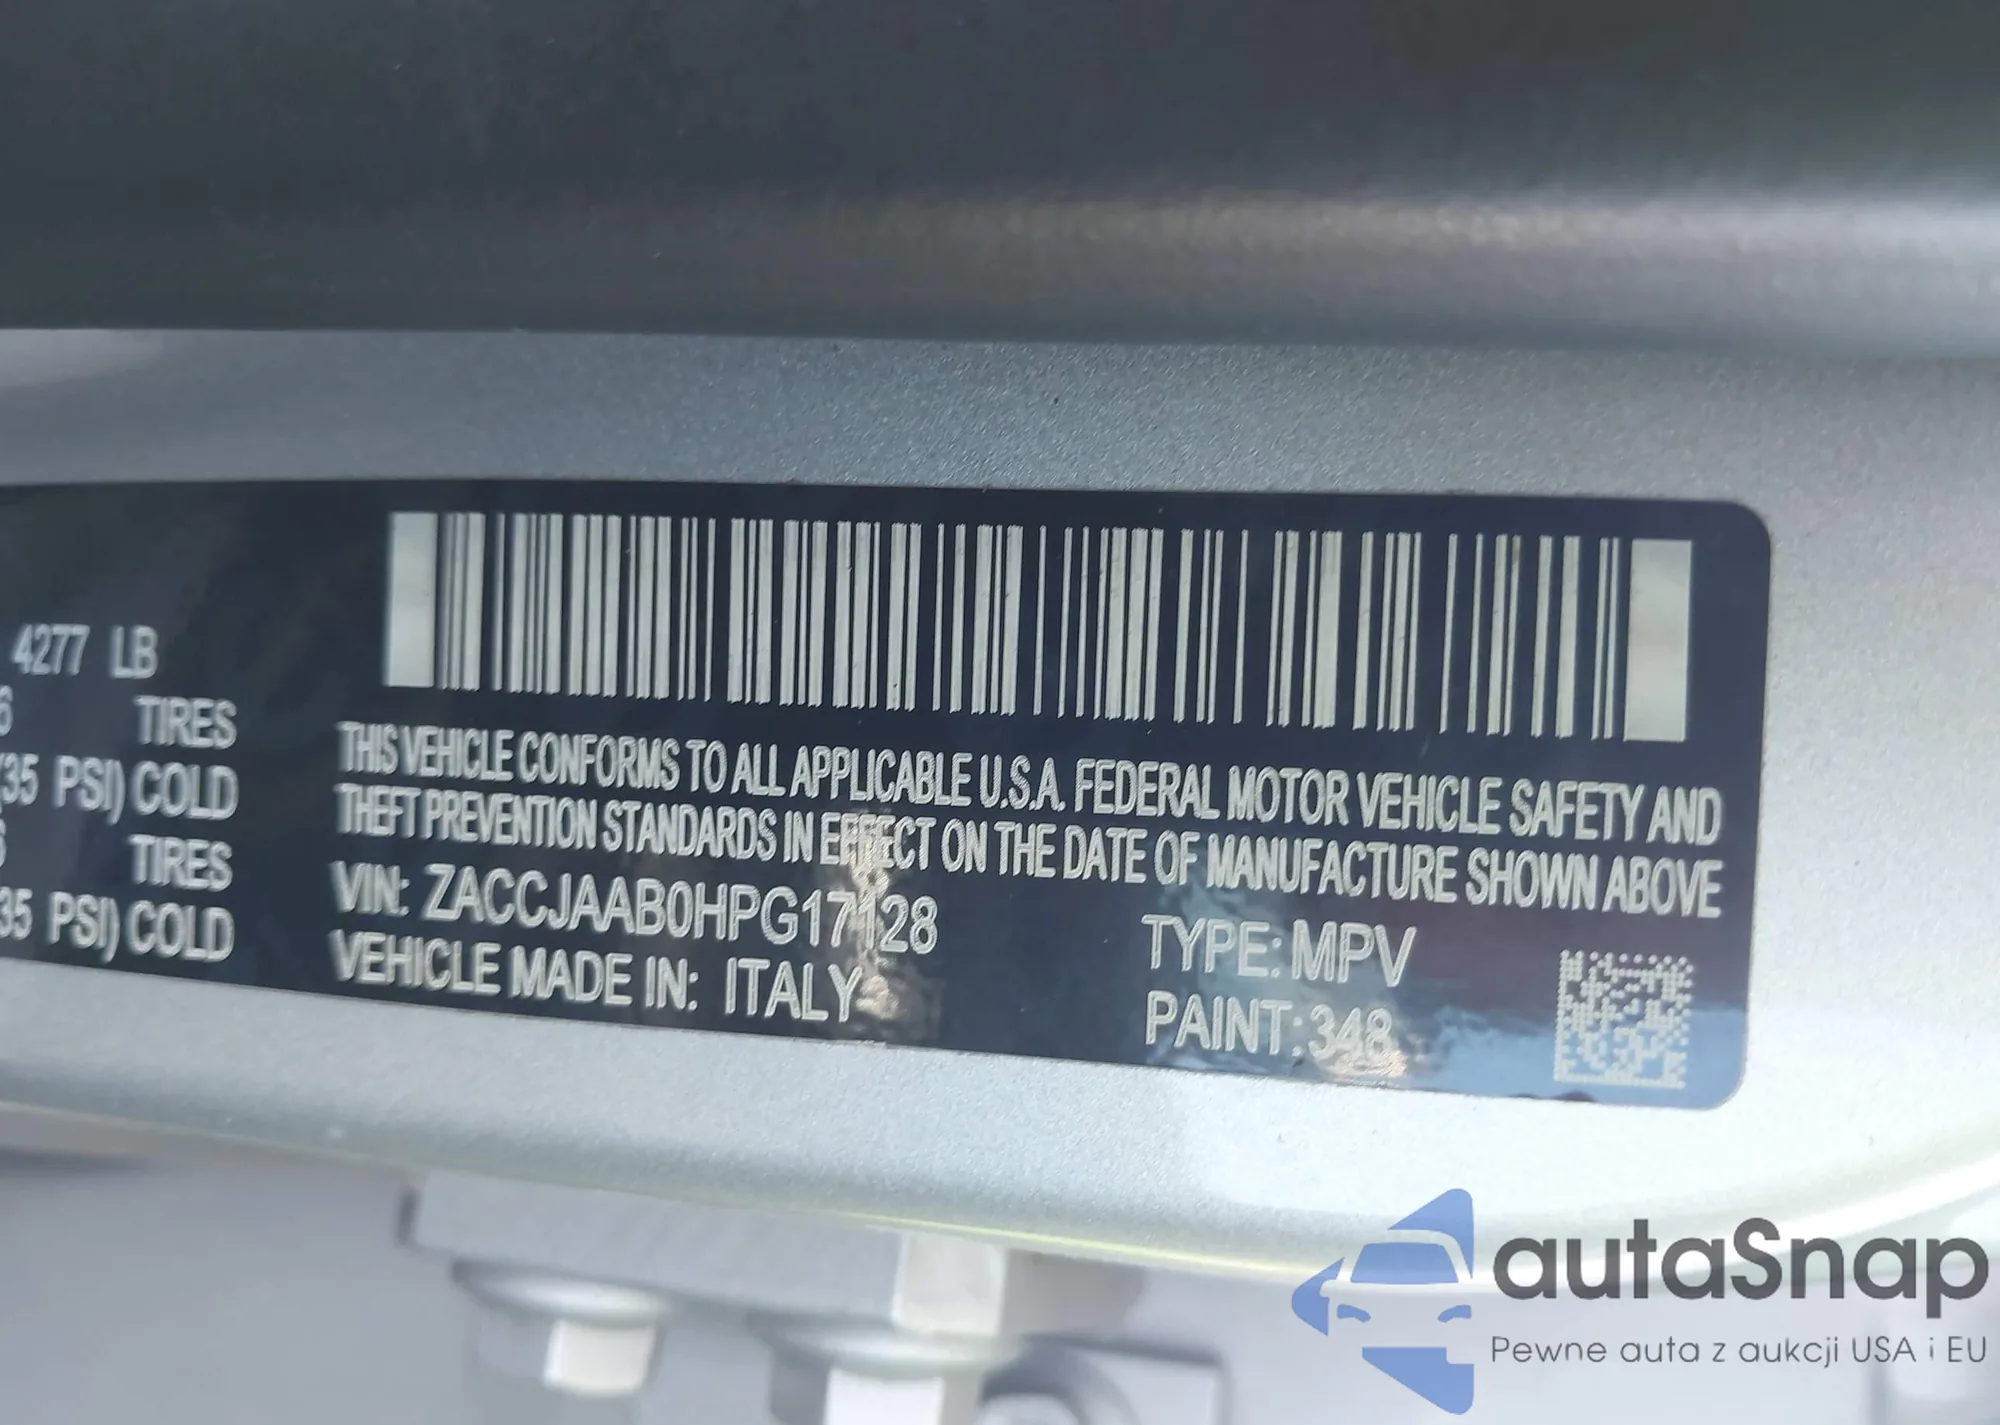 4277 LB
6 TIRES
(35 PSI) COLD
6 TIRES
35 PSI) COLD
THIS VEHICLE CONFORMS TO ALL APPLICABLE U.S.A. FEDERAL MOTOR VEHICLE SAFETY AND
THEFT PREVENTION STANDARDS IN EFFECT ON THE DATE OF MANUFACTURE SHOWN ABOVE
VIN: ZACCJAAB0HPG17128
TYPE: MPV
VEHICLE MADE IN: ITALY
PAINT: 348
autaSnap
Pewne auta z aukcji USA i EU